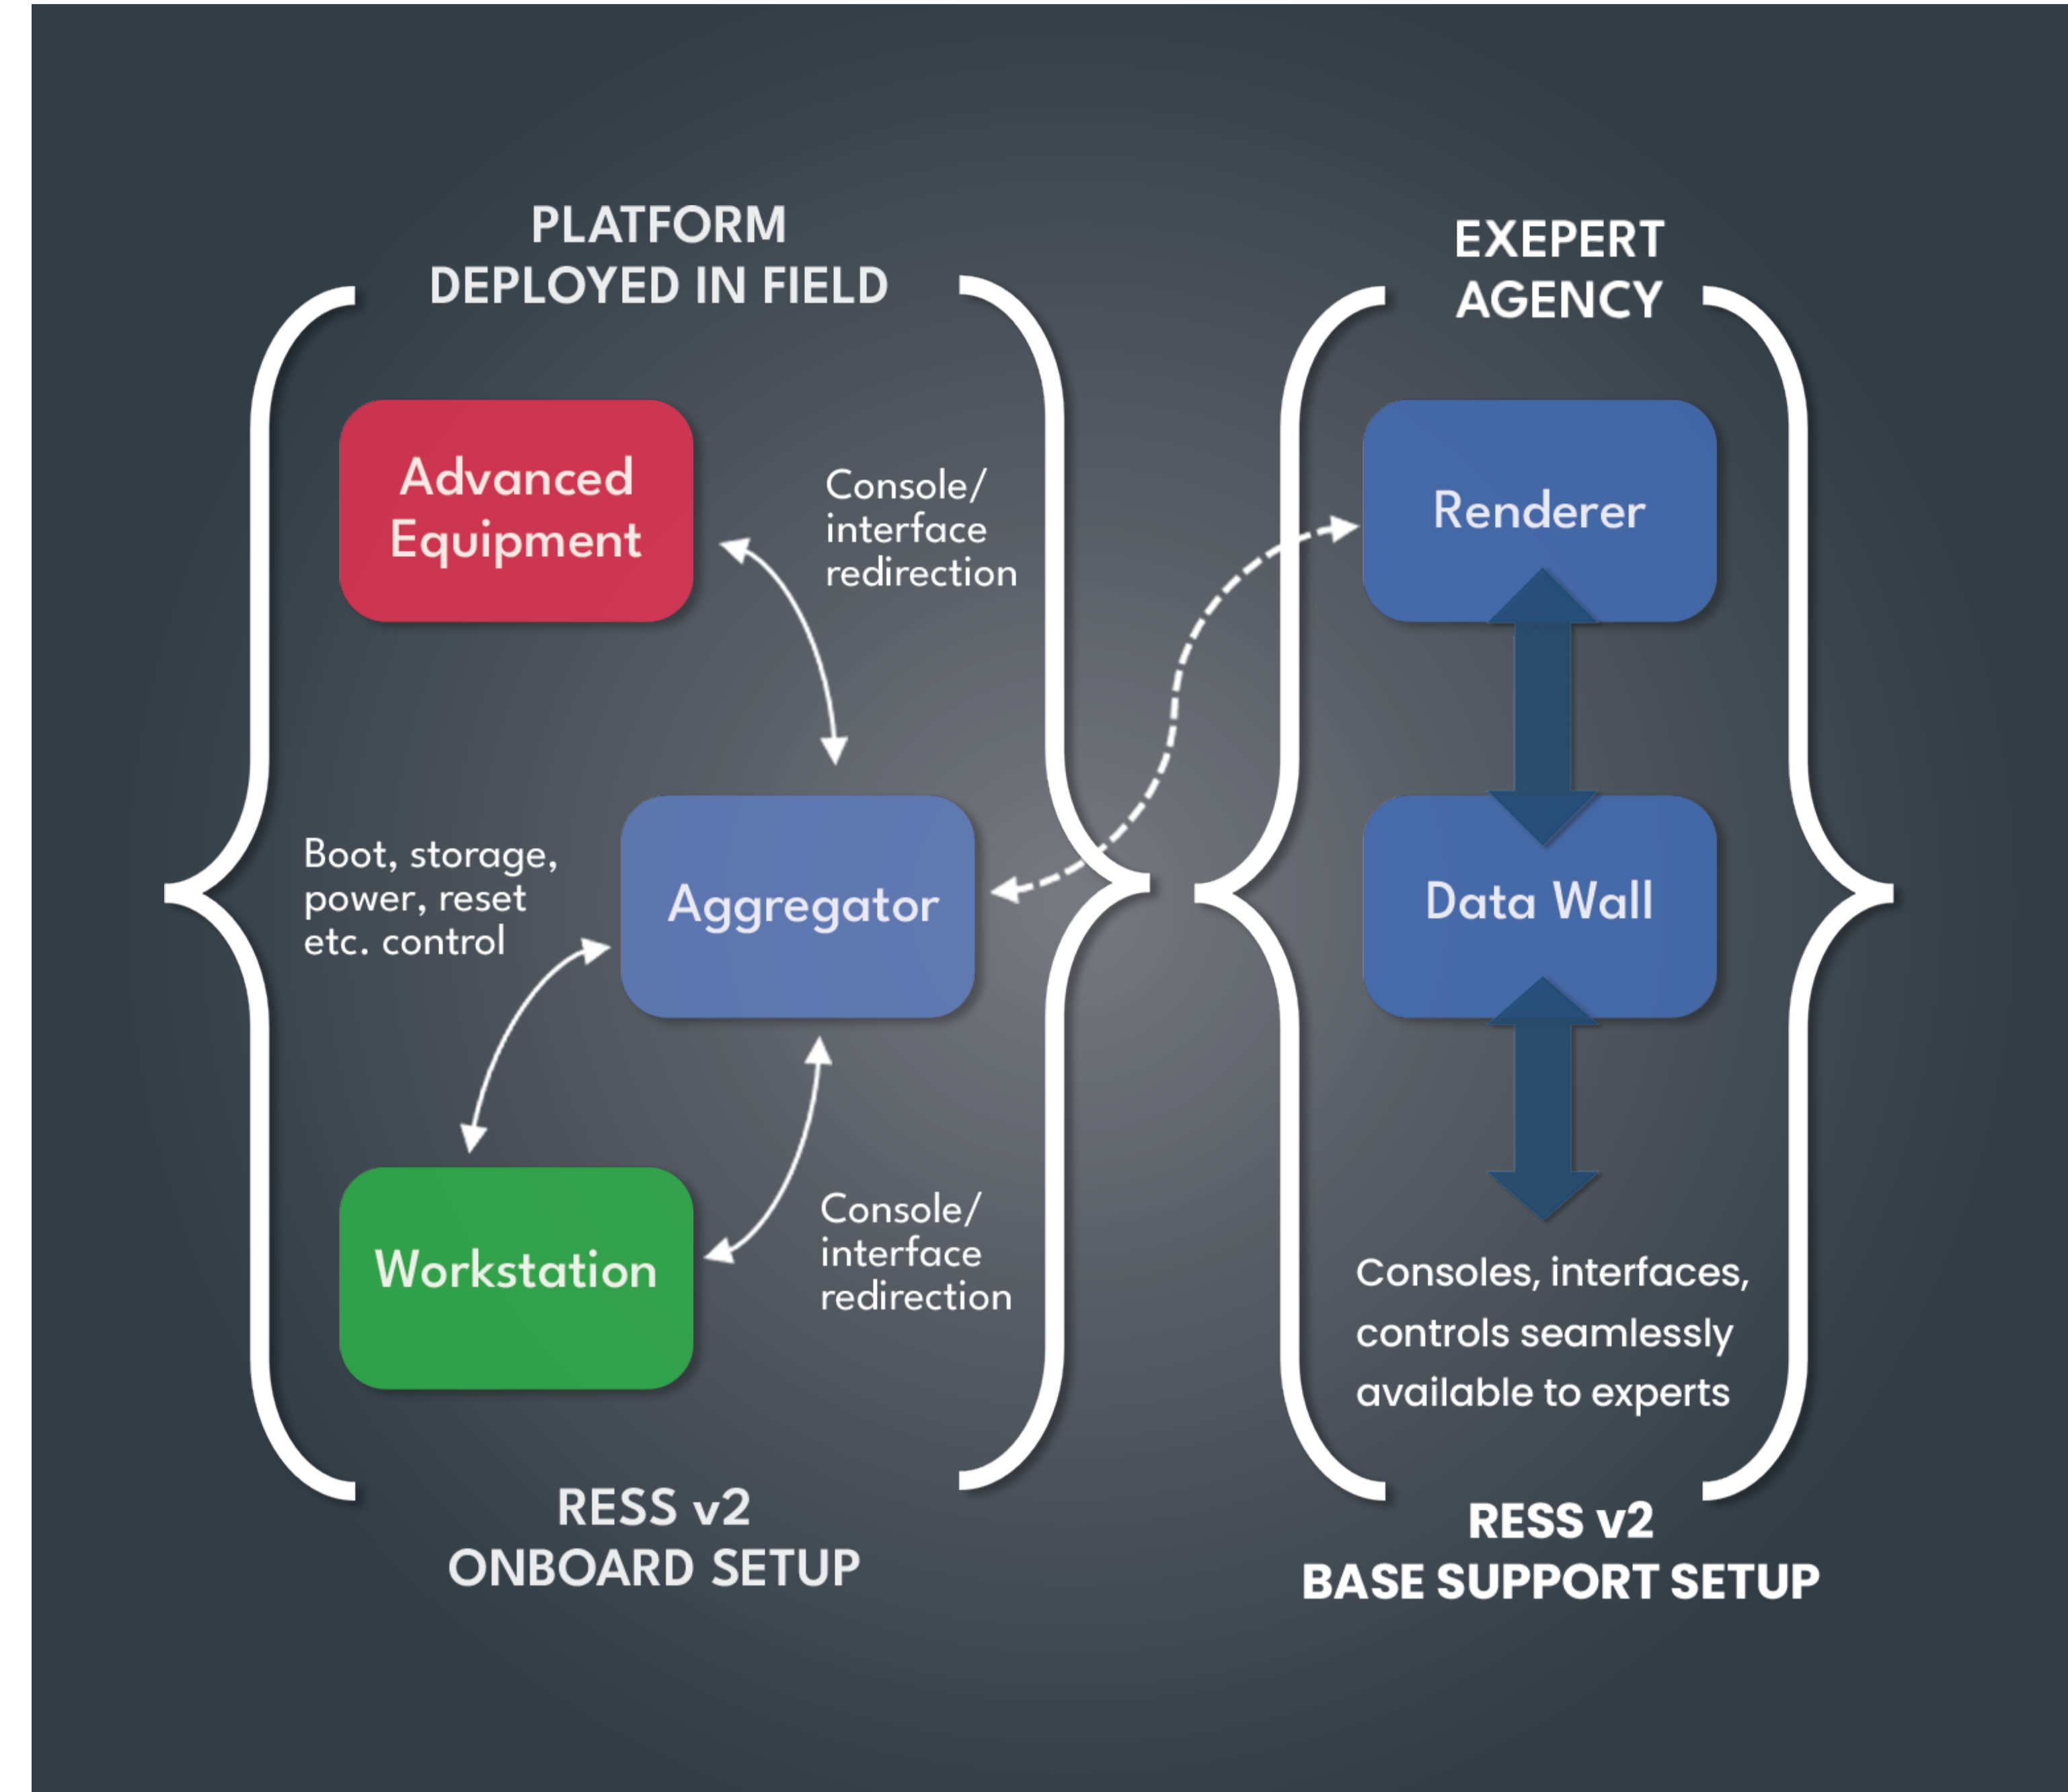 PLATFORM
DEPLOYED IN FIELD
Advanced
Equipment
Console/
interface
redirection
Boot, storage,
power, reset
etc. control
Aggregator
Workstation
Console/
interface
redirection
RESS v2
ONBOARD SETUP
EXEPERT
AGENCY
Renderer
Data Wall
Consoles, interfaces,
controls seamlessly
available to experts
RESS v2
BASE SUPPORT SETUP